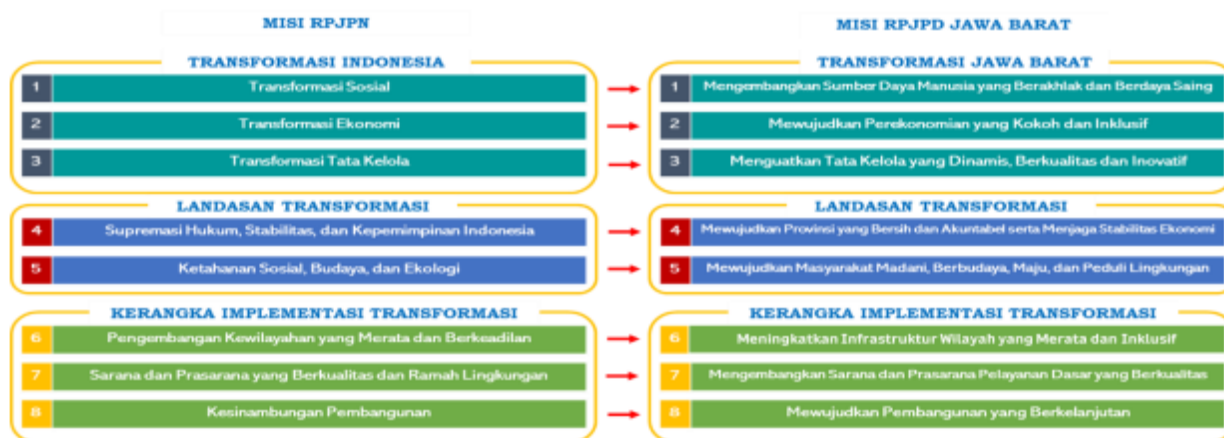 MISI RPJPN
TRANSFORMASI INDONESIA
1 Transformasi Sosial
2 Transformasi Ekonomi
3 Transformasi Tata Kelola
LANDASAN TRANSFORMASI
4 Supremasi Hukum, Stabilitas, dan Kepemimpinan Indonesia
5 Ketahanan Sosial, Budaya, dan Ekologi
KERANGKA IMPLEMENTASI TRANSFORMASI
6 Pengembangan Kewilayahan yang Merata dan Berkeadilan
7 Sarana dan Prasarana yang Berkualitas dan Ramah Lingkungan
8 Kesinambungan Pembangunan
MISI RPJPD JAWA BARAT
TRANSFORMASI JAWA BARAT
1 Mengembangkan Sumber Daya Manusia yang Berakhlak dan Berdaya Saing
2 Mewujudkan Perekonomian yang Kokoh dan Inklusif
3 Menguatkan Tata Kelola yang Dinamis, Berkualitas dan Inovatif
LANDASAN TRANSFORMASI
4 Mewujudkan Provinsi yang Bersih dan Akuntabel serta Menjaga Stabilitas Ekonomi
5 Mewujudkan Masyarakat Madani, Berbudaya, Maju, dan Peduli Lingkungan
KERANGKA IMPLEMENTASI TRANSFORMASI
6 Meningkatkan Infrastruktur Wilayah yang Merata dan Inklusif
7 Mengembangkan Sarana dan Prasarana Pelayanan Dasar yang Berkualitas
8 Mewujudkan Pembangunan yang Berkelanjutan